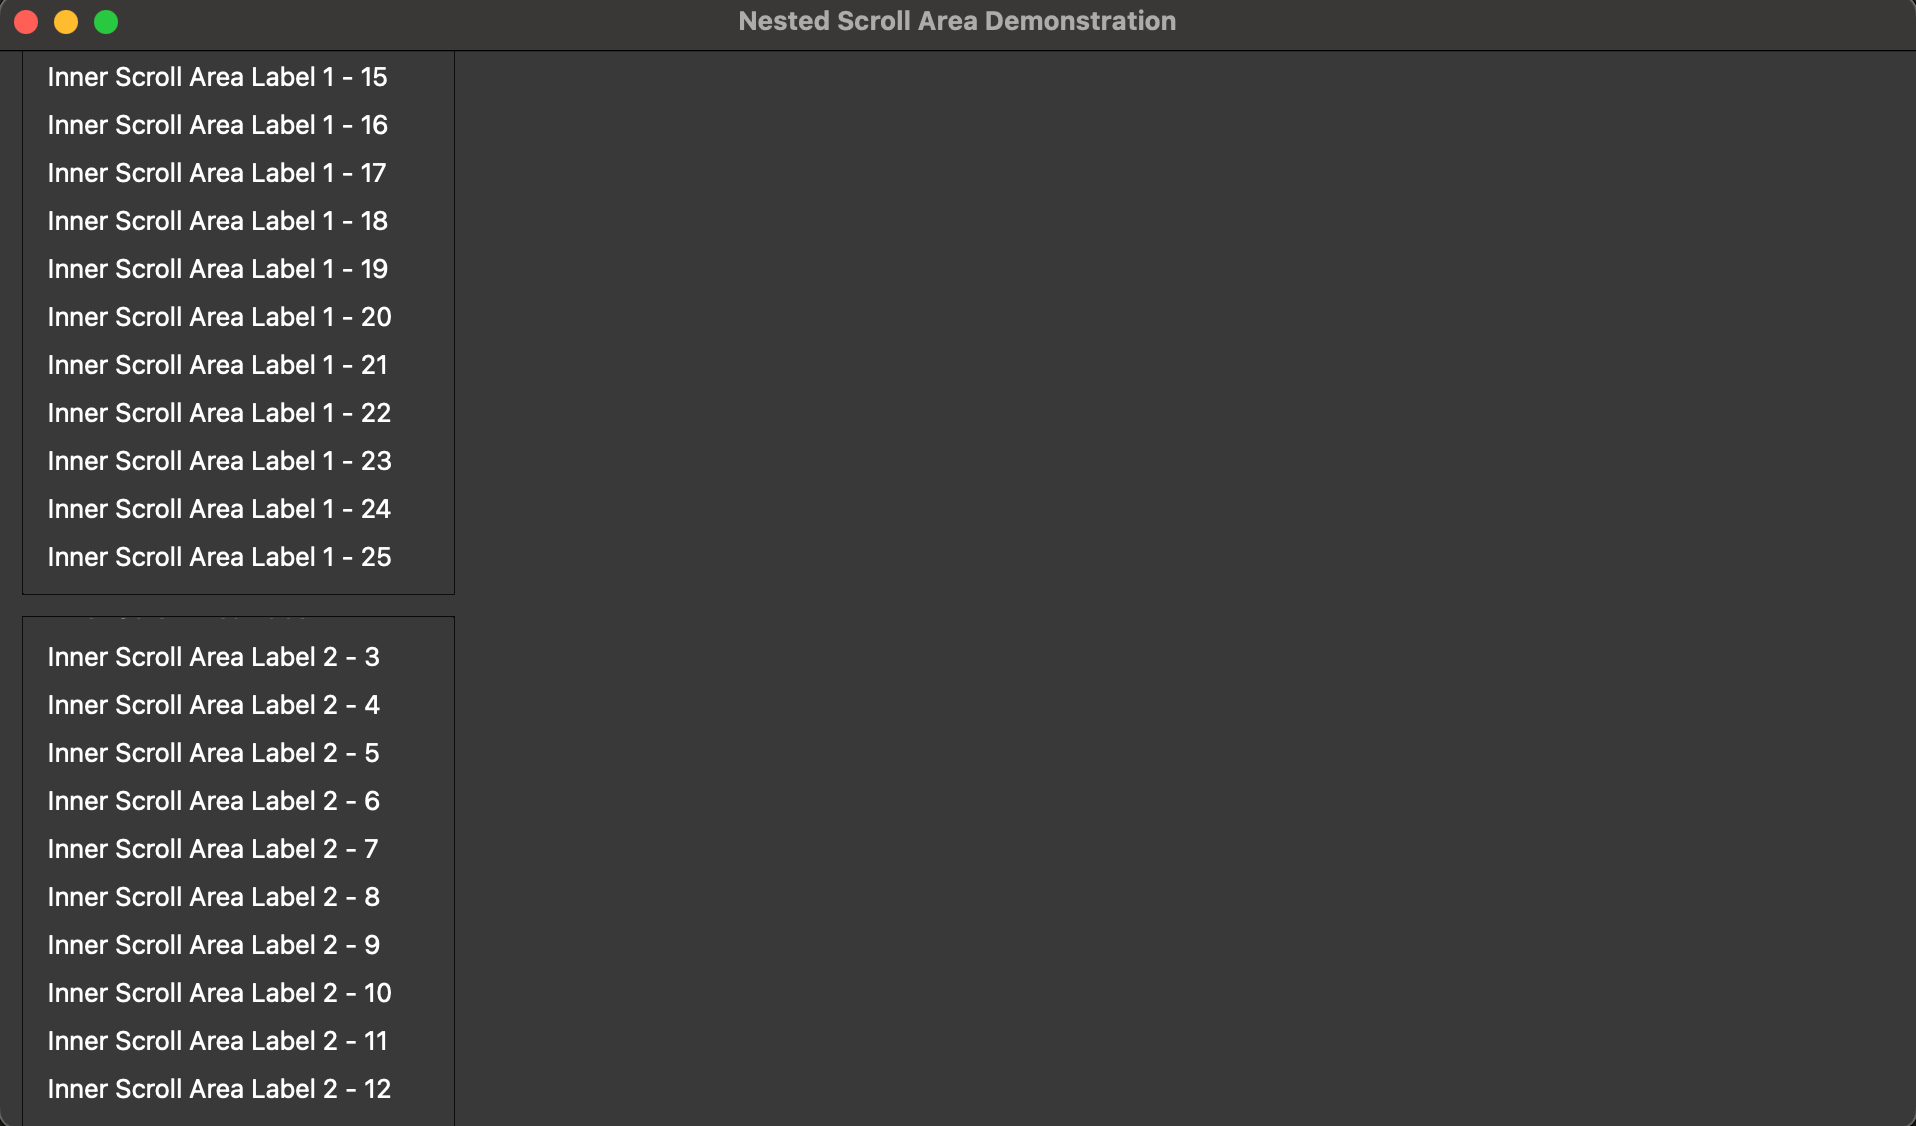 Nested Scroll Area Demonstration
Inner Scroll Area Label 1 - 15
Inner Scroll Area Label 1 - 16
Inner Scroll Area Label 1 - 17
Inner Scroll Area Label 1 - 18
Inner Scroll Area Label 1 - 19
Inner Scroll Area Label 1 - 20
Inner Scroll Area Label 1 - 21
Inner Scroll Area Label 1 - 22
Inner Scroll Area Label 1 - 23
Inner Scroll Area Label 1 - 24
Inner Scroll Area Label 1 - 25
Inner Scroll Area Label 2 - 3
Inner Scroll Area Label 2 - 4
Inner Scroll Area Label 2 - 5
Inner Scroll Area Label 2 - 6
Inner Scroll Area Label 2 - 7
Inner Scroll Area Label 2 - 8
Inner Scroll Area Label 2 - 9
Inner Scroll Area Label 2 - 10
Inner Scroll Area Label 2 - 11
Inner Scroll Area Label 2 - 12